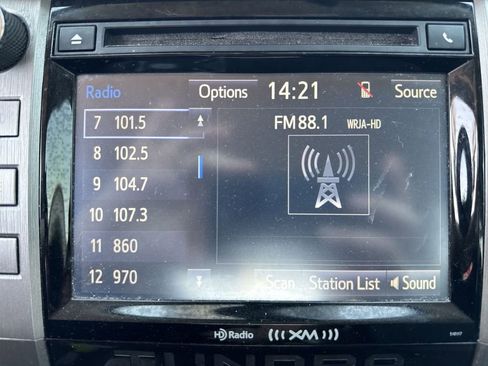 Radio Options 14:21 Source
7 101.5
FM 88.1 WRJA-HD
8 102.5
9 104.7
10 107.3
11 860
12 970
Scan Station List Sound
HD Radio (((XM)))
TUNDRA